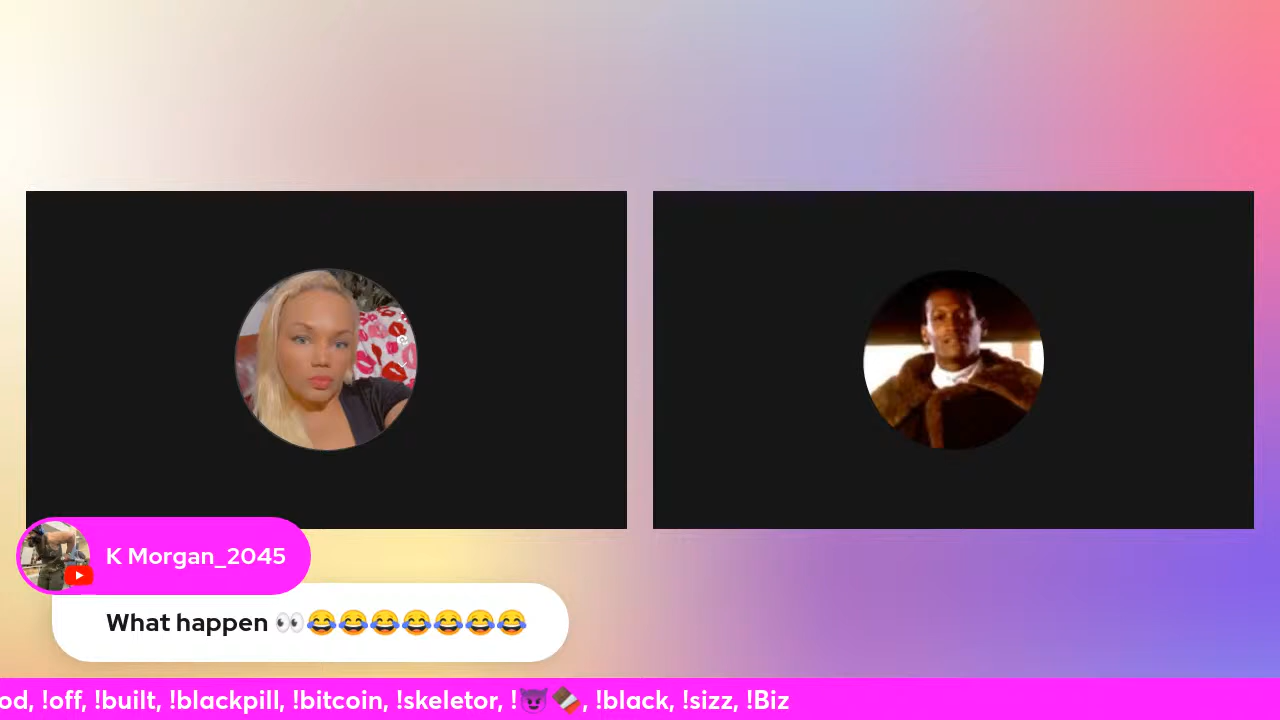 K Morgan_2045
What happen 👀😂😂😂😂😂😂😂
od, !off, !built, !blackpill, !bitcoin, !skeletor, !😈🍫, !black, !sizz, !Biz